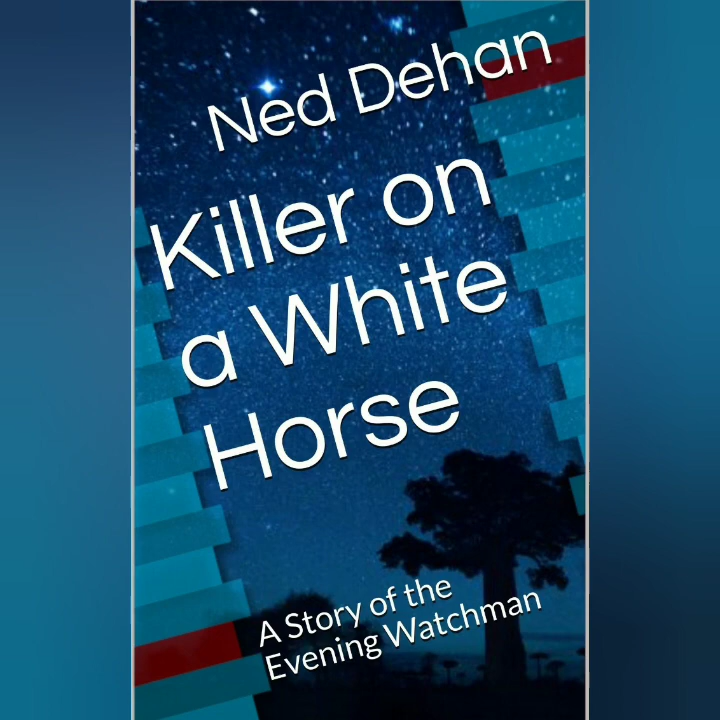 Ned Dehan
Killer on
a White
Horse
A Story of the
Evening Watchman